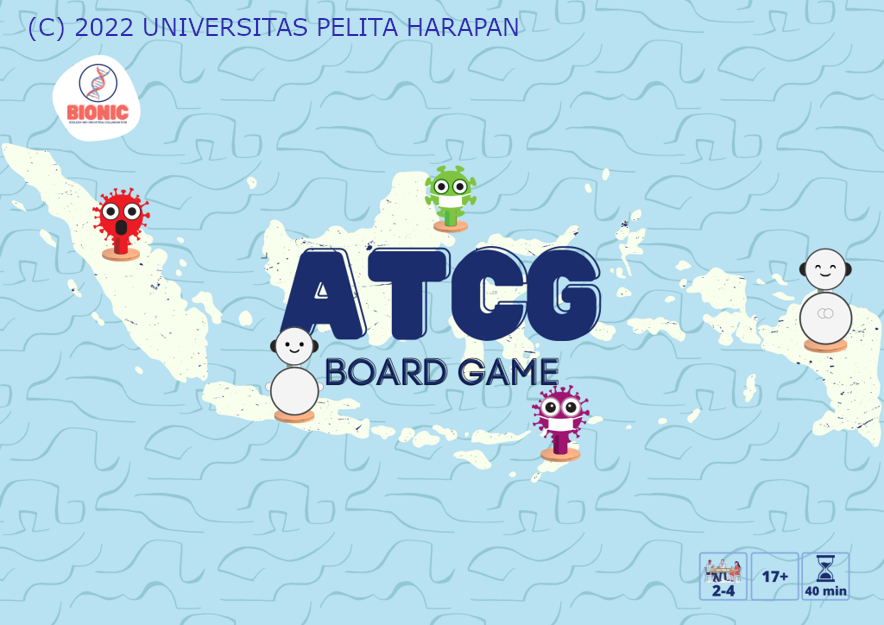 (C) 2022 UNIVERSITAS PELITA HARAPAN
BIONIC
ATCG
BOARD GAME
2-4
17+
40 min